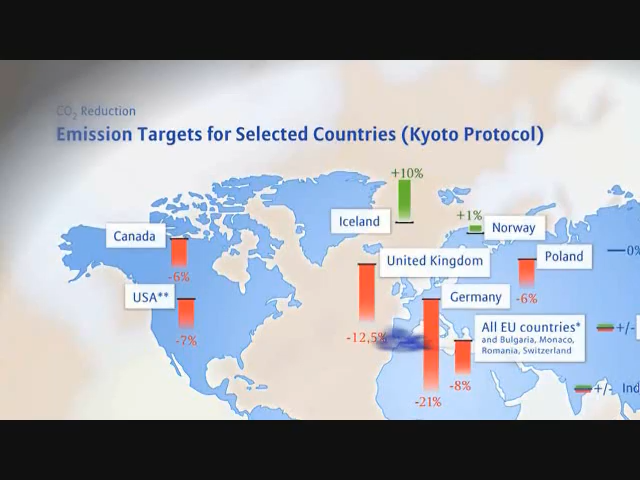 CO2 Reduction
Emission Targets for Selected Countries (Kyoto Protocol)
+10%
+1%
Iceland
Norway
Canada
United Kingdom
Poland
0%
-6%
USA**
Germany
-6%
-7%
-12,5%
All EU countries*
and Bulgaria, Monaco,
Romania, Switzerland
+/-
-8%
+/-
-21%